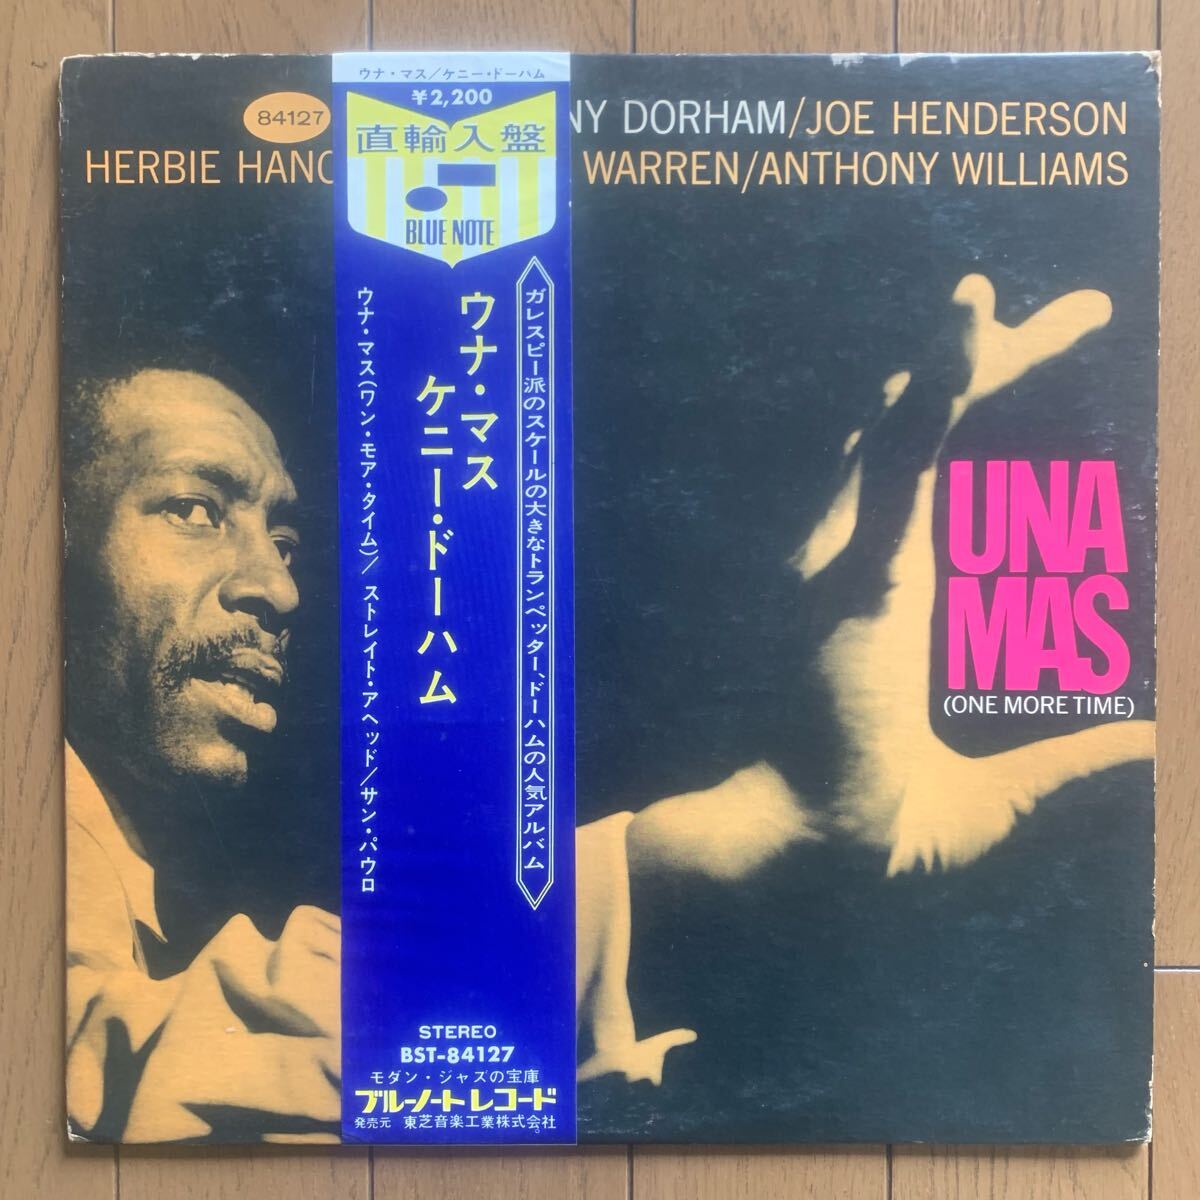 ウナ・マス/ケニー・ドーハム
¥2,200
直輸入盤
BLUE NOTE
84127
NY DORHAM/JOE HENDERSON
HERBIE HANC
WARREN/ANTHONY WILLIAMS
ガレスピー派のスケールの大きなトランペッター、ドーハムの人気アルバム
ウナ・マス
ケニー・ドーハム
ウナ・マス(ワン・モア・タイム)/ストレイト・アヘッド/サン・パウロ
UNA
MAS
(ONE MORE TIME)
STEREO
BST-84127
モダン・ジャズの宝庫
ブルーノートレコード
発売元 東芝音楽工業株式会社。